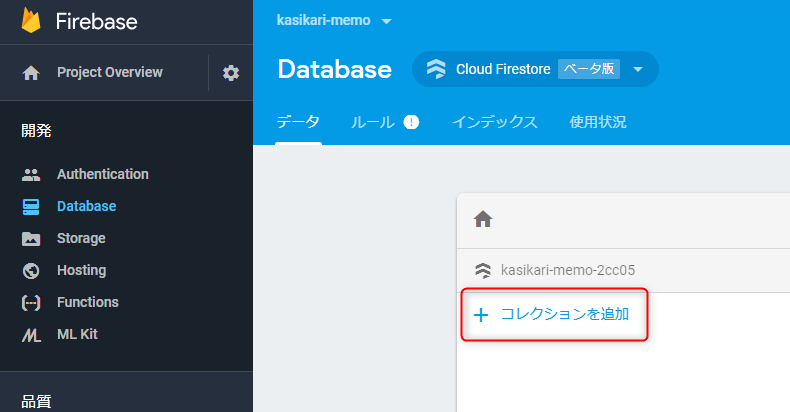 Firebase
Project Overview
開発
Authentication
Database
Storage
Hosting
Functions
ML Kit
品質
kasikari-memo
Database
Cloud Firestore ベータ版
データ ルール ! インデックス 使用状況
kasikari-memo-2cc05
+ コレクションを追加